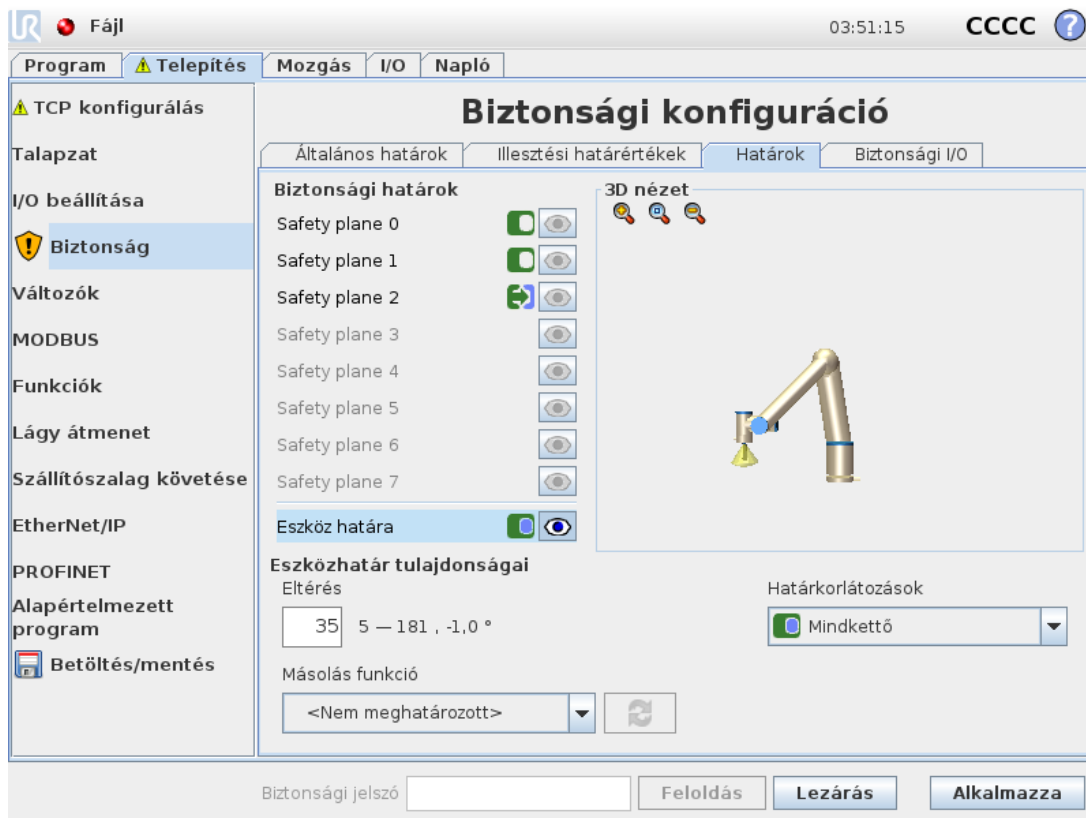 UR Fájl 03:51:15 CCCC ?
Program Telepítés Mozgás I/O Napló
TCP konfigurálás
Talapzat
I/O beállítása
Biztonság
Változók
MODBUS
Funkciók
Lágy átmenet
Szállítószalag követése
EtherNet/IP
PROFINET
Alapértelmezett
program
Betöltés/mentés
Biztonsági konfiguráció
Általános határok Illesztési határértékek Határok Biztonsági I/O
Biztonsági határok
Safety plane 0
Safety plane 1
Safety plane 2
Safety plane 3
Safety plane 4
Safety plane 5
Safety plane 6
Safety plane 7
Eszköz határa
3D nézet
Eszközhatár tulajdonságai
Eltérés
35 5 — 181 , -1,0 °
Határkorlátozások
Mindkettő
Másolás funkció
<Nem meghatározott>
Biztonsági jelszó Feloldás Lezárás Alkalmazza